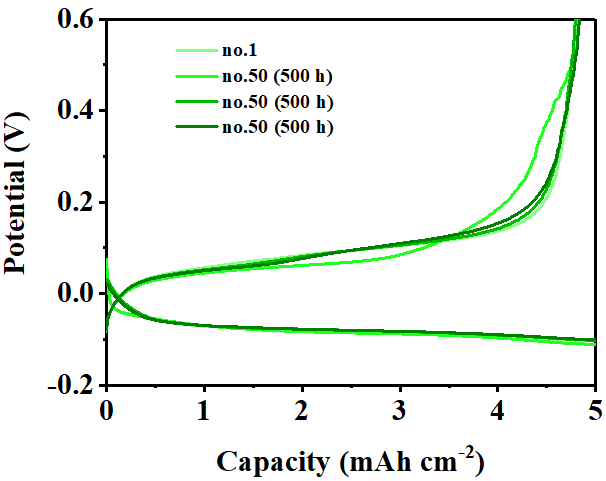 0.6
0.4
0.2
0.0
-0.2
Potential (V)
no.1
no.50 (500 h)
no.50 (500 h)
no.50 (500 h)
0 1 2 3 4 5
Capacity (mAh cm-2)